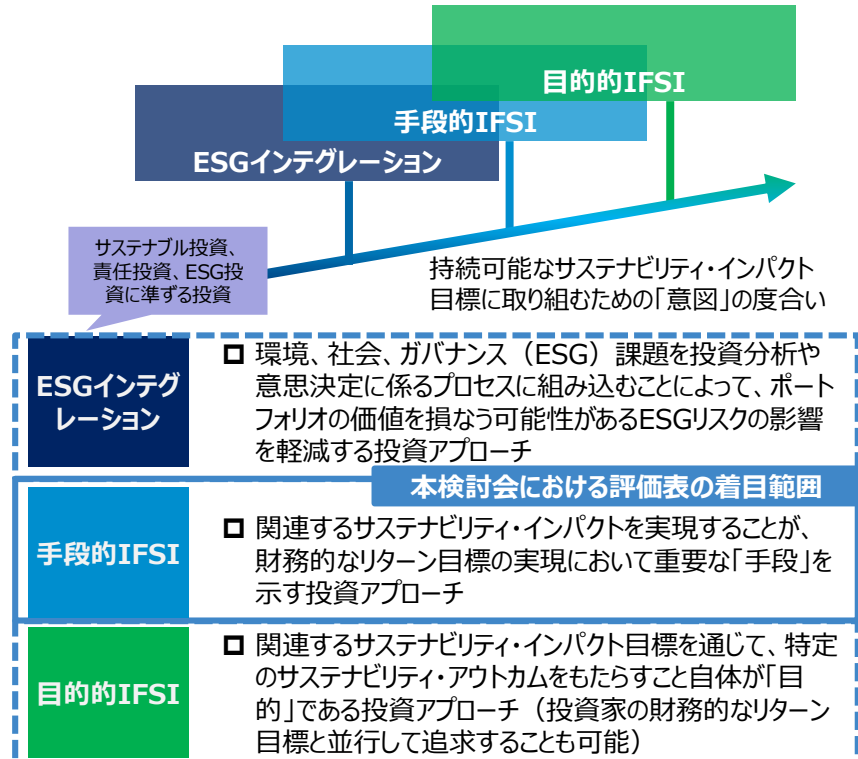 目的的IFSI
手段的IFSI
ESGインテグレーション
サステナブル投資、
責任投資、ESG投
資に準ずる投資
持続可能なサステナビリティ・インパクト
目標に取り組むための「意図」の度合い
ESGインテグ
レーション
環境、社会、ガバナンス（ESG）課題を投資分析や
意思決定に係るプロセスに組み込むことによって、ポート
フォリオの価値を損なう可能性があるESGリスクの影響
を軽減する投資アプローチ
本検討会における評価表の着目範囲
手段的IFSI
関連するサステナビリティ・インパクトを実現することが、
財務的なリターン目標の実現において重要な「手段」を
示す投資アプローチ
目的的IFSI
関連するサステナビリティ・インパクト目標を通じて、特定
のサステナビリティ・アウトカムをもたらすこと自体が「目
的」である投資アプローチ（投資家の財務的なリターン
目標と並行して追求することも可能）